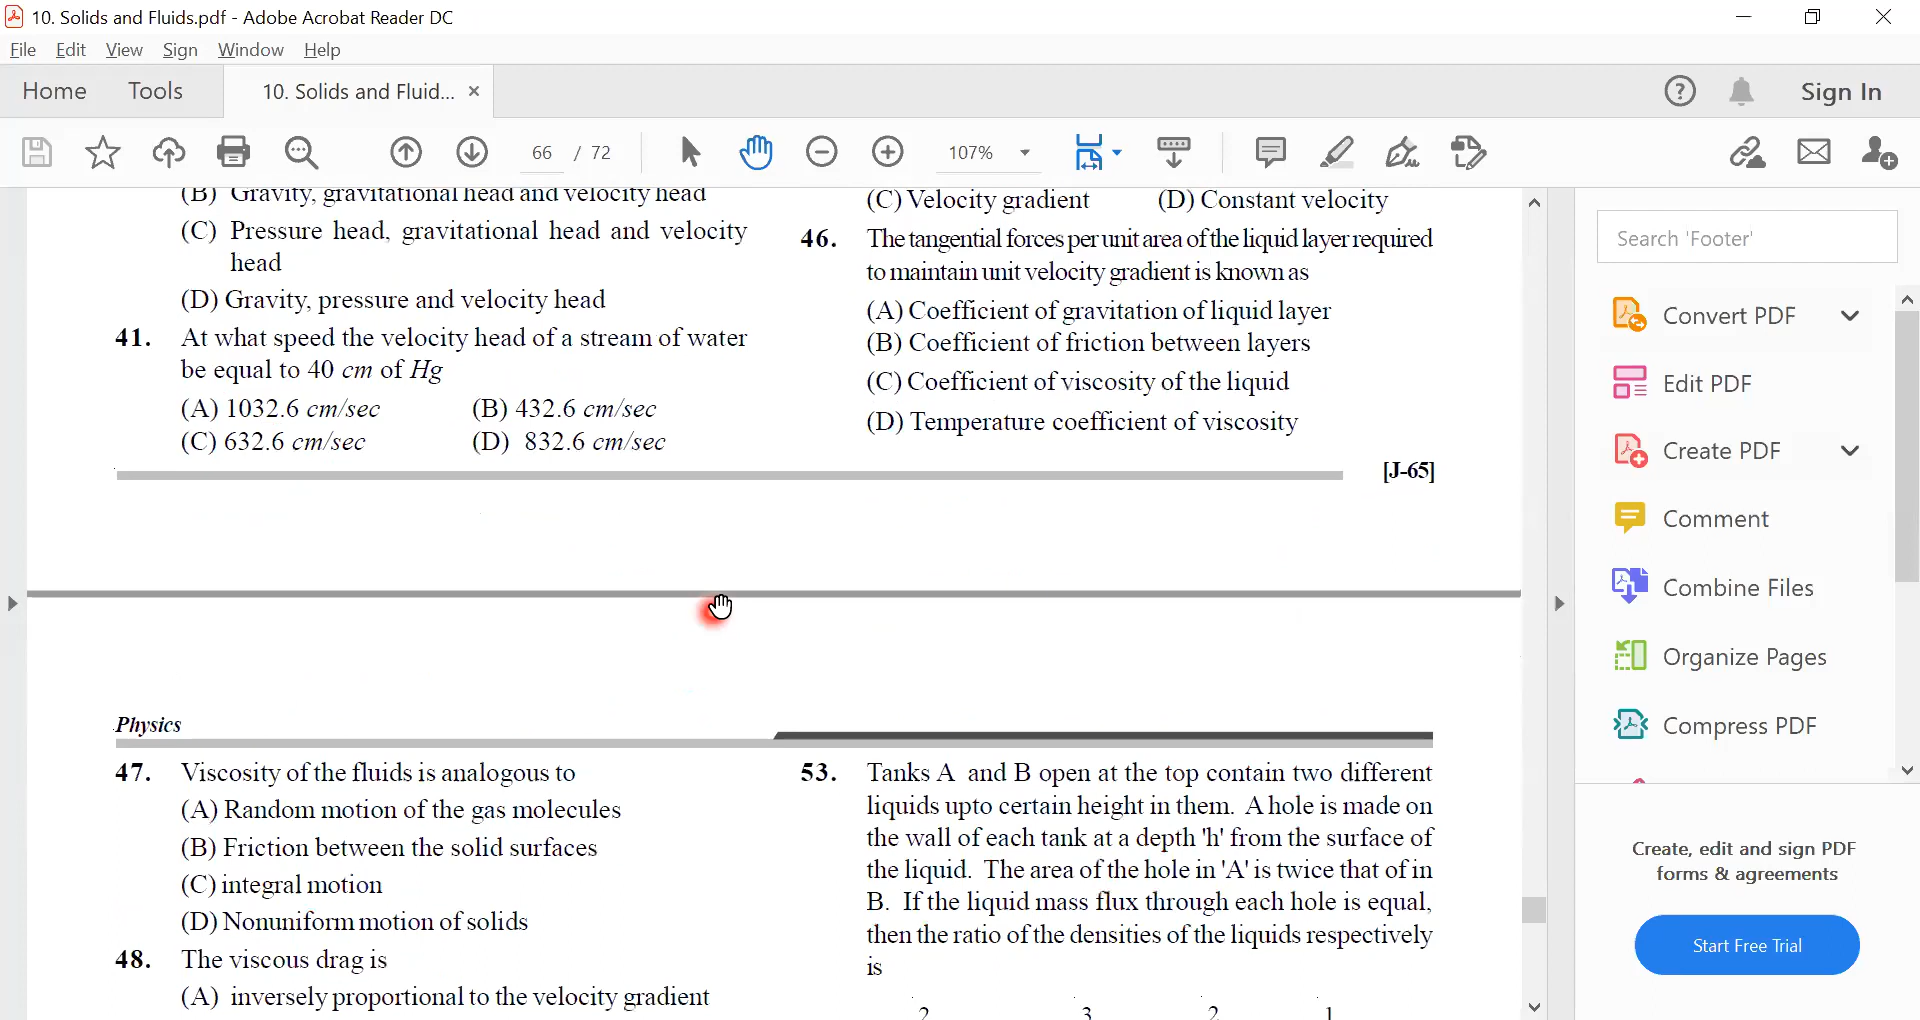 10. Solids and Fluids.pdf - Adobe Acrobat Reader DC
File Edit View Sign Window Help
Home Tools 10. Solids and Fluid... × Sign In
66 / 72 107%
(B) Gravity, gravitational head and velocity head
(C) Pressure head, gravitational head and velocity
head
(D) Gravity, pressure and velocity head
41. At what speed the velocity head of a stream of water
be equal to 40 cm of Hg
(A) 1032.6 cm/sec (B) 432.6 cm/sec
(C) 632.6 cm/sec (D) 832.6 cm/sec
(C) Velocity gradient (D) Constant velocity
46. The tangential forces per unit area of the liquid layer required
to maintain unit velocity gradient is known as
(A) Coefficient of gravitation of liquid layer
(B) Coefficient of friction between layers
(C) Coefficient of viscosity of the liquid
(D) Temperature coefficient of viscosity
[J-65]
Physics
47. Viscosity of the fluids is analogous to
(A) Random motion of the gas molecules
(B) Friction between the solid surfaces
(C) integral motion
(D) Nonuniform motion of solids
48. The viscous drag is
(A) inversely proportional to the velocity gradient
53. Tanks A and B open at the top contain two different
liquids upto certain height in them. A hole is made on
the wall of each tank at a depth 'h' from the surface of
the liquid. The area of the hole in 'A' is twice that of in
B. If the liquid mass flux through each hole is equal,
then the ratio of the densities of the liquids respectively
is
2 3 2 1
Search 'Footer'
Convert PDF
Edit PDF
Create PDF
Comment
Combine Files
Organize Pages
Compress PDF
Create, edit and sign PDF
forms & agreements
Start Free Trial